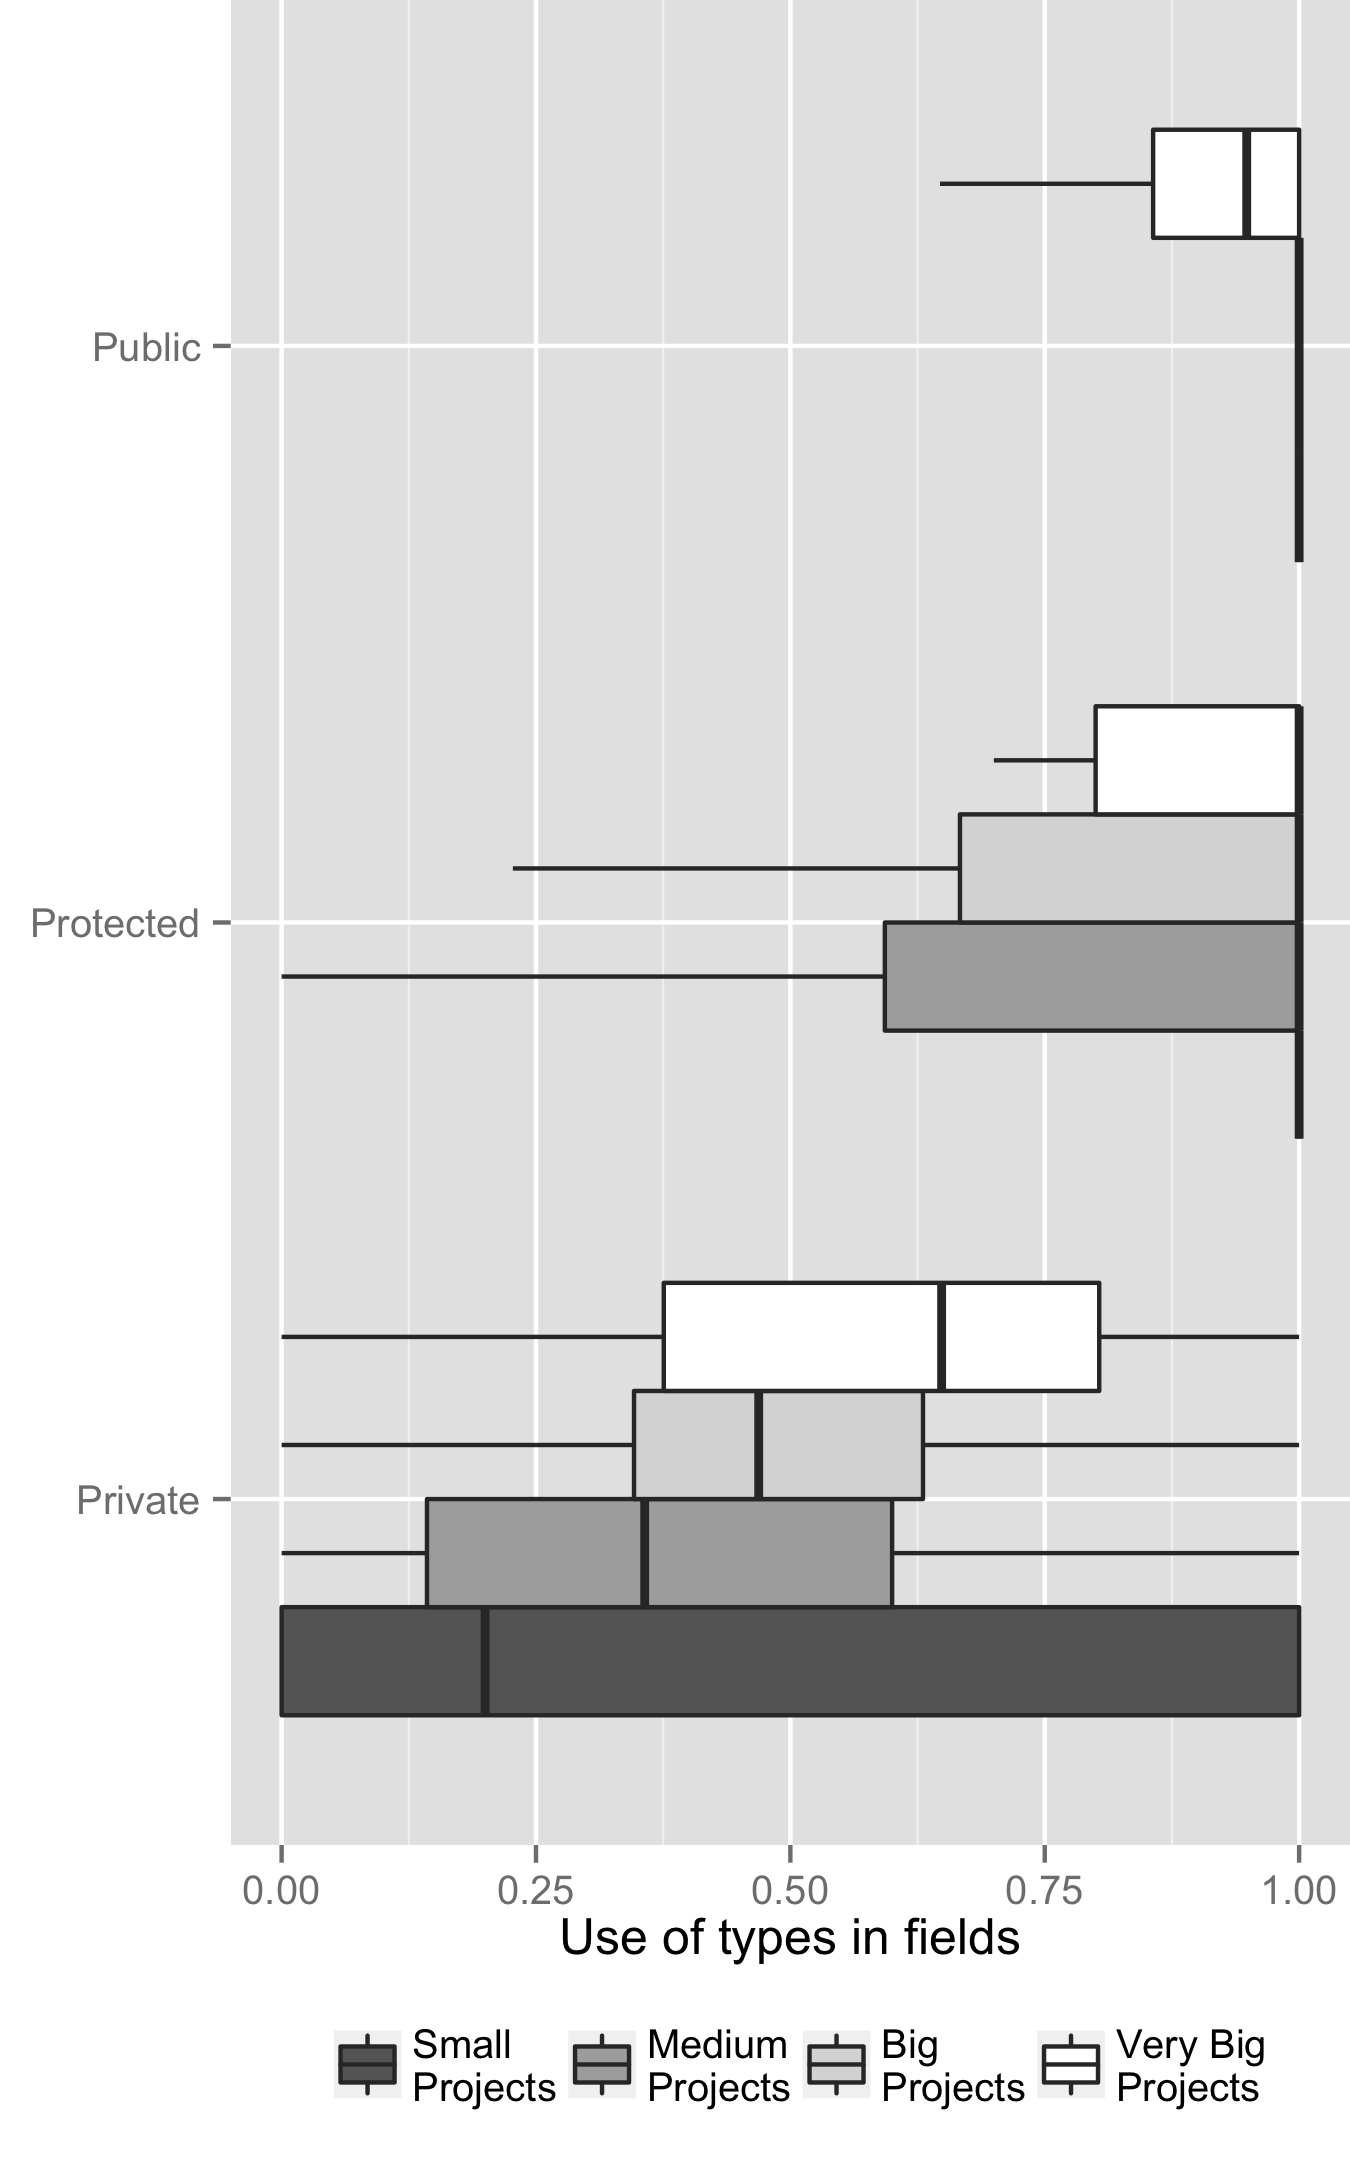 Public
Protected
Private
0.00 0.25 0.50 0.75 1.00
Use of types in fields
Small Medium Big Very Big
Projects Projects Projects Projects